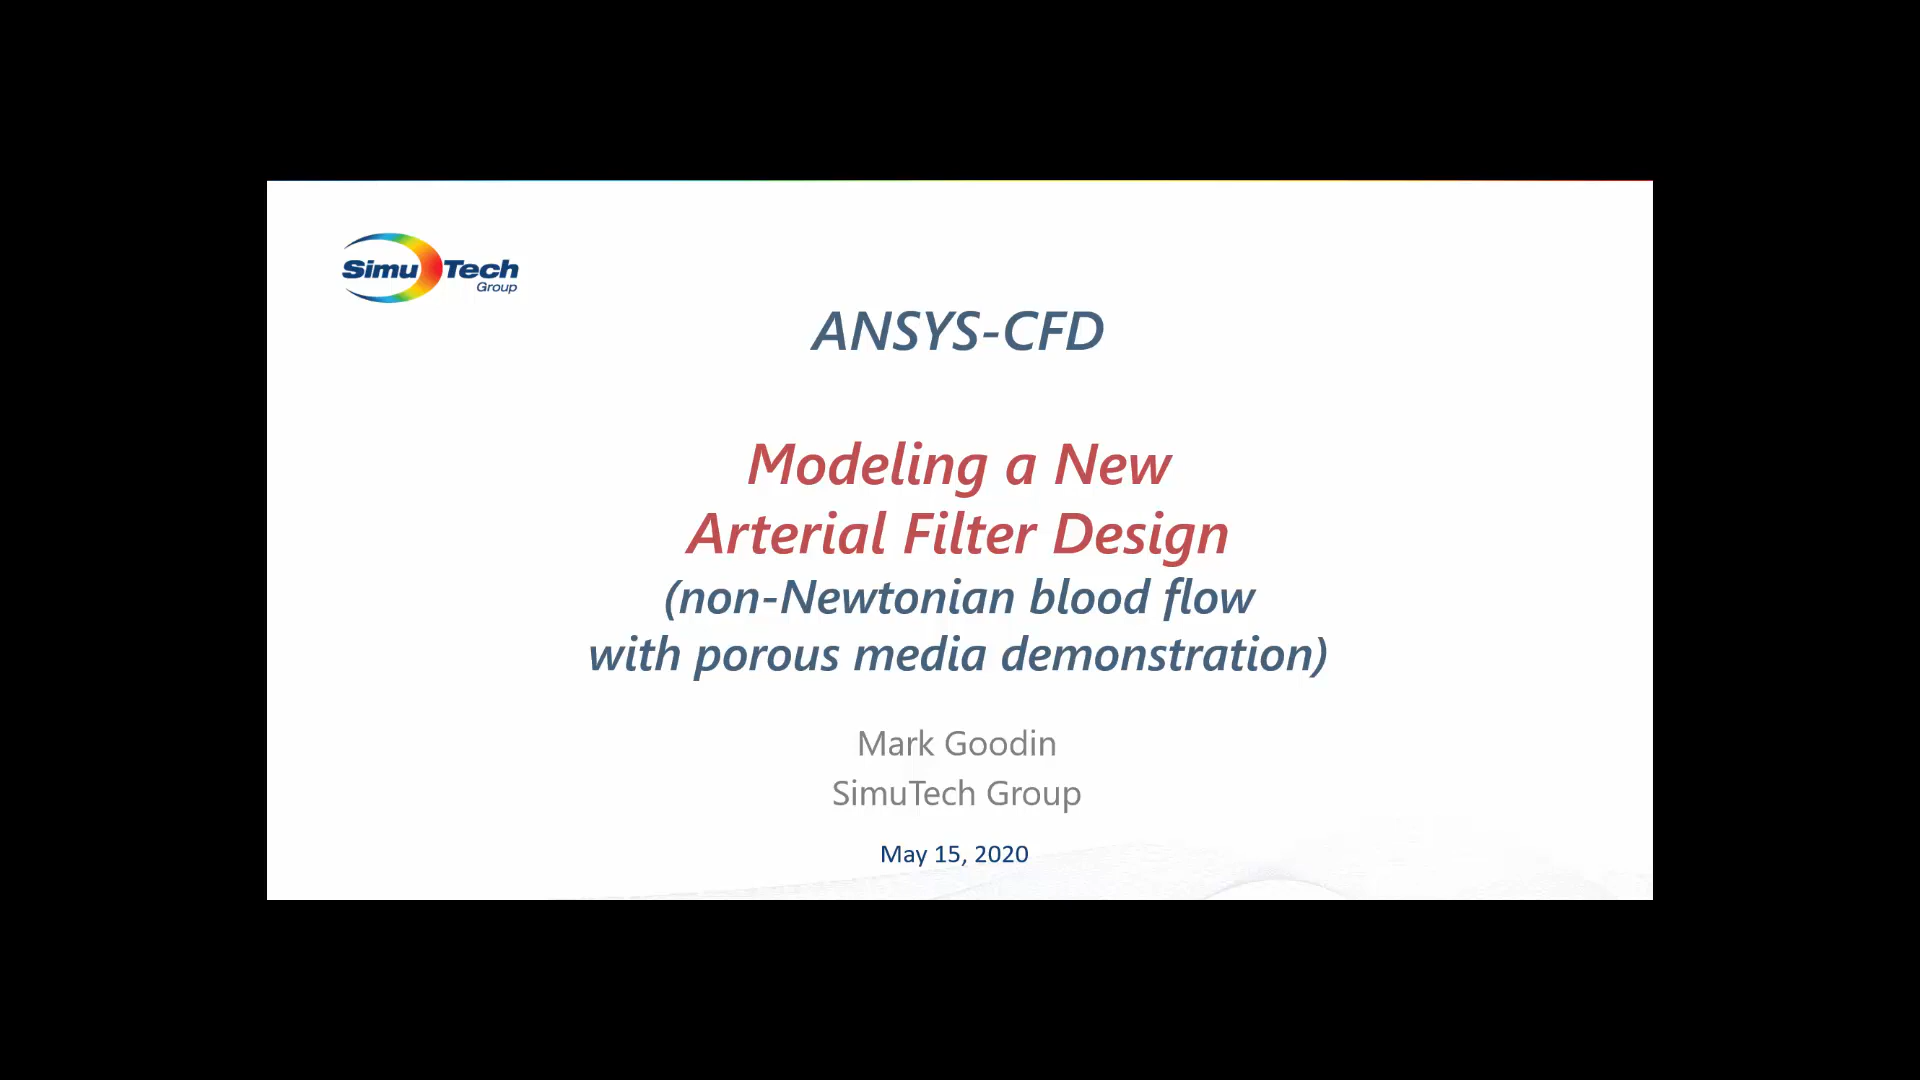 Simu Tech
Group
ANSYS-CFD
Modeling a New
Arterial Filter Design
(non-Newtonian blood flow
with porous media demonstration)
Mark Goodin
SimuTech Group
May 15, 2020